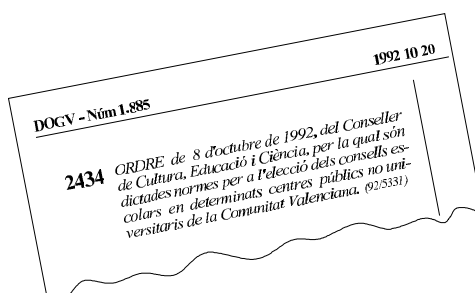 DOGV – Núm 1.885
1992 10 20
2434
ORDRE de 8 d'octubre de 1992, del Conseller
de Cultura, Educació i Ciència, per la qual són
dictades normes per a l'elecció dels consells es-
colars en determinats centres públics no uni-
versitaris de la Comunitat Valenciana. (92/5331)